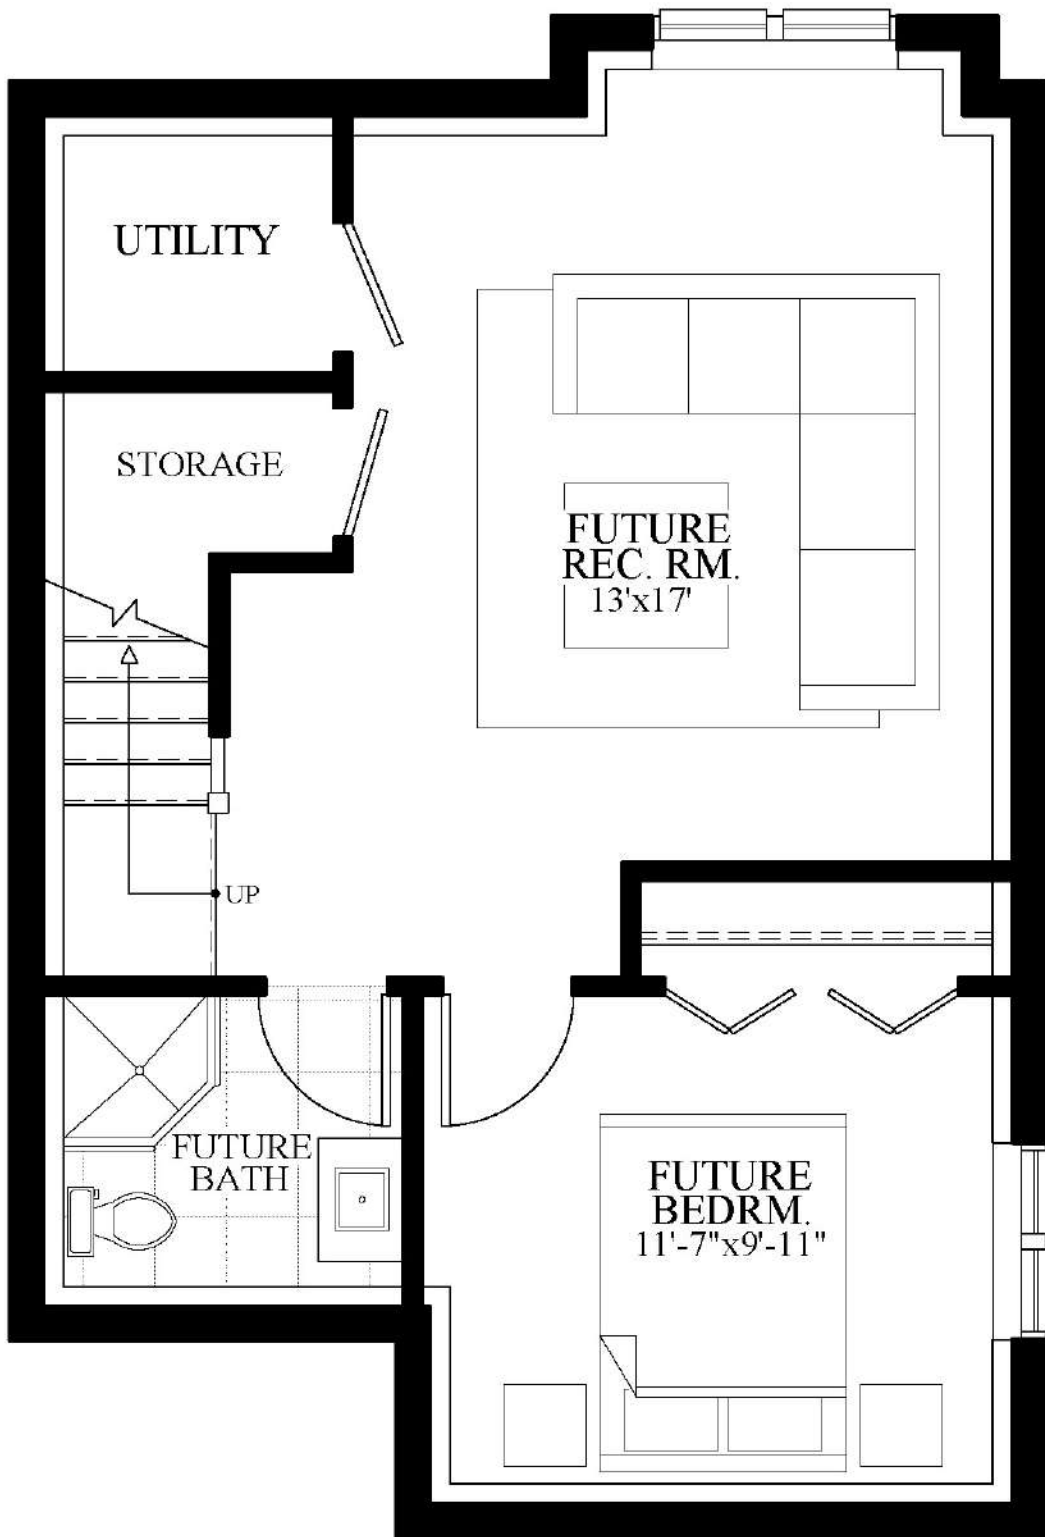 UTILITY
STORAGE
FUTURE
REC. RM.
13'x17'
UP
FUTURE
BATH
FUTURE
BEDRM.
11'-7"x9'-11"